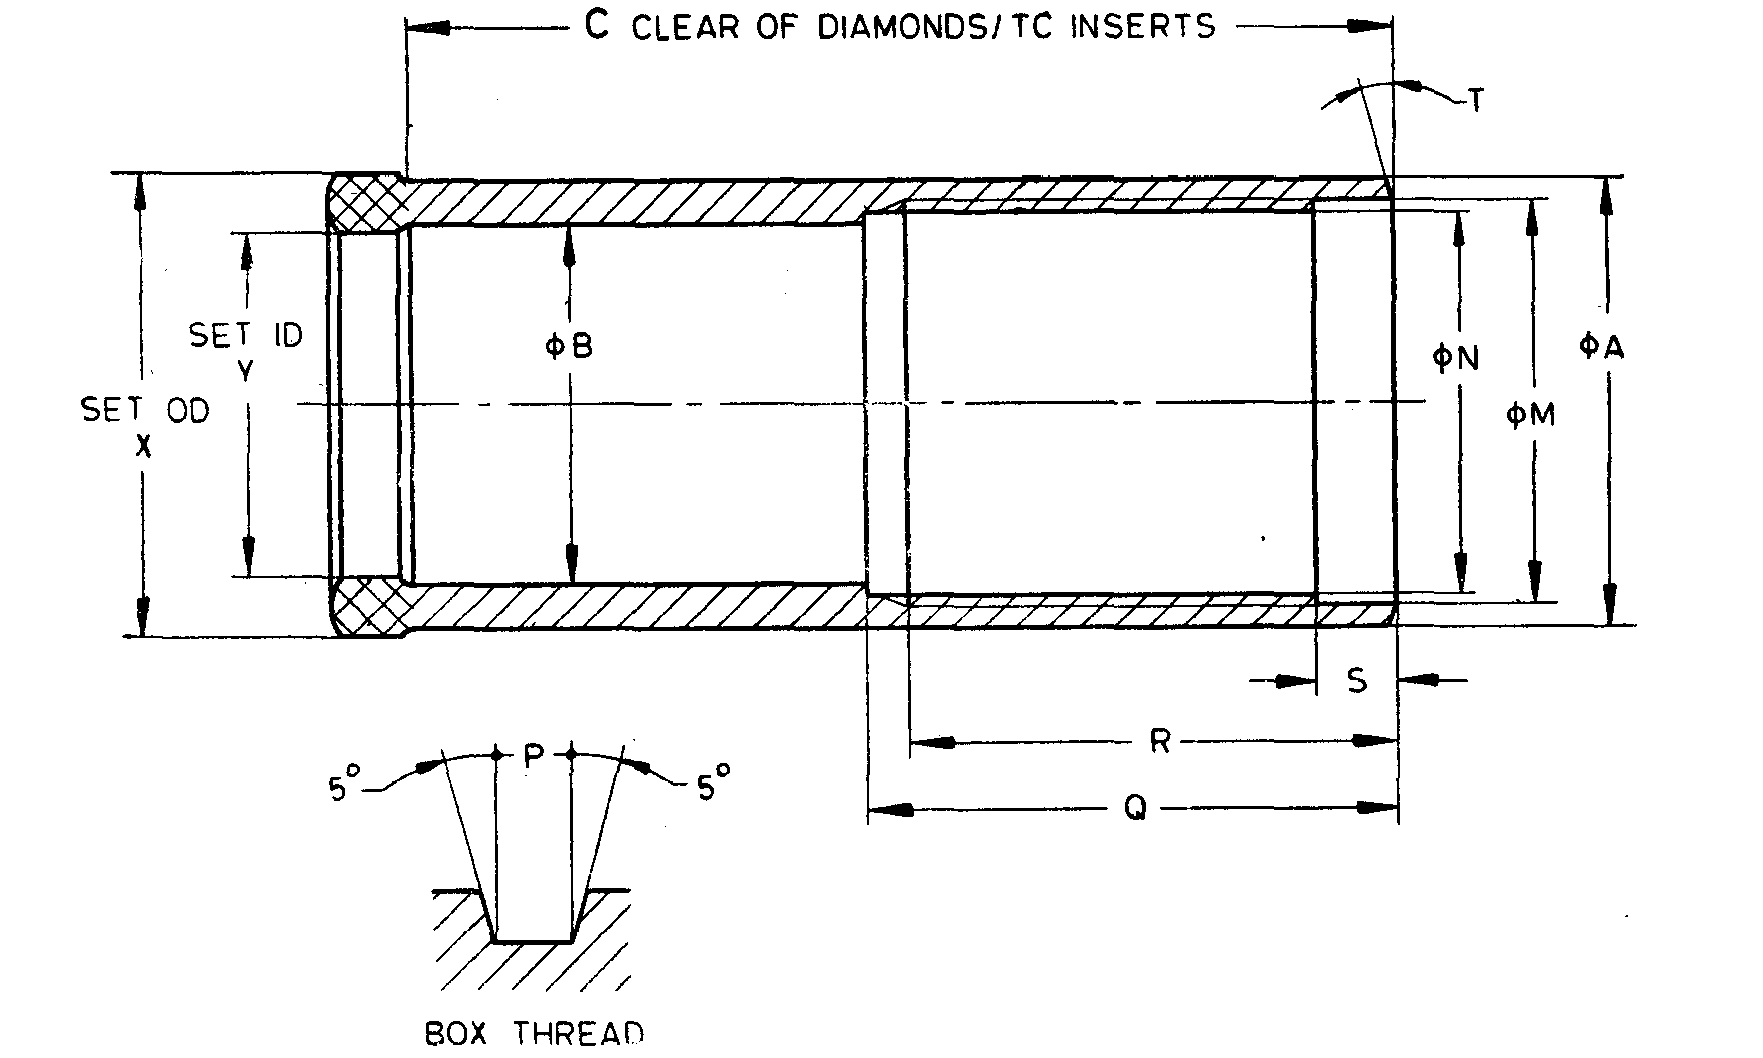 C CLEAR OF DIAMONDS/TC INSERTS
T
SET ID
Y
SET OD
X
ϕB
ϕN
ϕA
ϕM
S
R
Q
5° P 5°
BOX THREAD